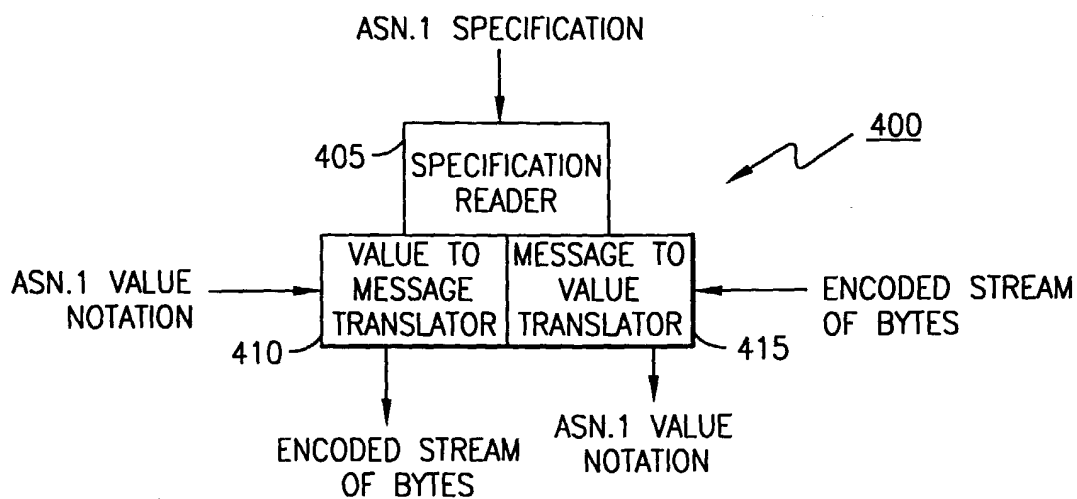 ASN.1 SPECIFICATION
400
405
SPECIFICATION
READER
VALUE TO
MESSAGE
TRANSLATOR
MESSAGE TO
VALUE
TRANSLATOR
ASN.1 VALUE
NOTATION
ENCODED STREAM
OF BYTES
410
415
ENCODED STREAM
OF BYTES
ASN.1 VALUE
NOTATION